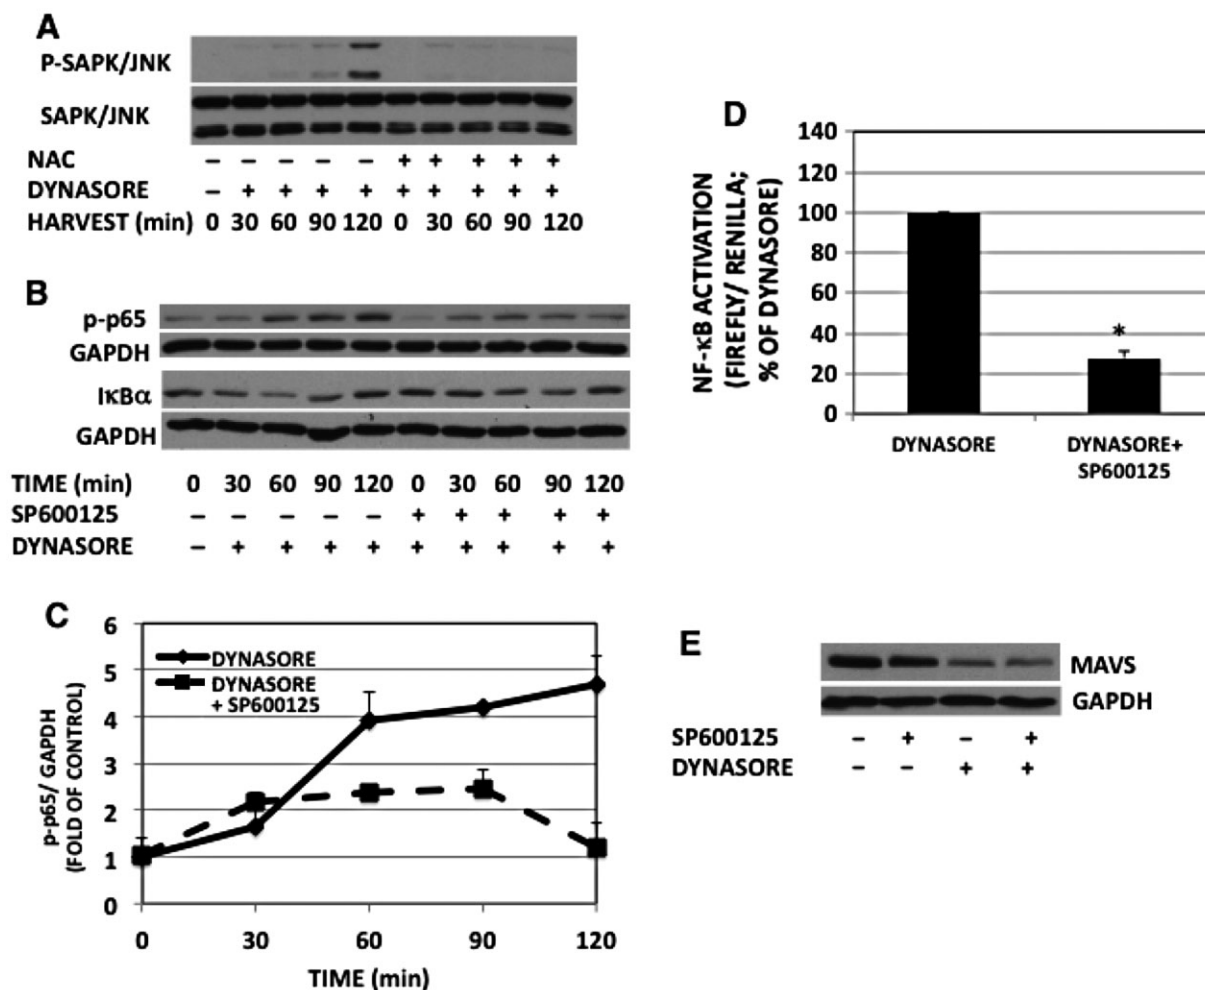 A
P-SAPK/JNK
SAPK/JNK
NAC – – – – – + + + + +
DYNASORE – + + + + + + + + +
HARVEST (min) 0 30 60 90 120 0 30 60 90 120
B
p-p65
GAPDH
IκBα
GAPDH
TIME (min) 0 30 60 90 120 0 30 60 90 120
SP600125 – – – – – + + + + +
DYNASORE – + + + + + + + + +
C
6
5
4
3
2
1
0
p-p65/ GAPDH
(FOLD OF CONTROL)
DYNASORE
DYNASORE
+ SP600125
0 30 60 90 120
TIME (min)
D
140
120
100
80
60
40
20
0
NF-κB ACTIVATION
(FIREFLY/ RENILLA;
% OF DYNASORE)
*
DYNASORE
DYNASORE+
SP600125
E
MAVS
GAPDH
SP600125 – + – +
DYNASORE – – + +